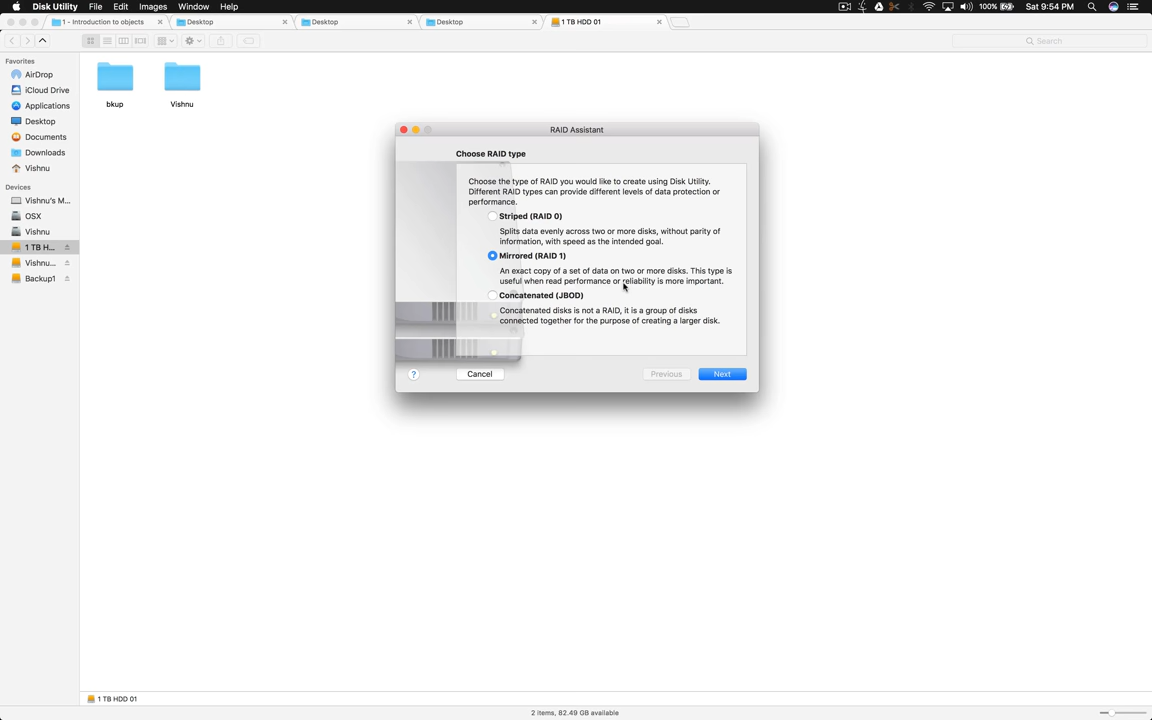 Disk Utility File Edit Images Window Help
100% Sat 9:54 PM
1 - Introduction to objects
Desktop
Desktop
Desktop
1 TB HDD 01
Search
Favorites
AirDrop
iCloud Drive
Applications
Desktop
Documents
Downloads
Vishnu
Devices
Vishnu's M...
OSX
Vishnu
1 TB H...
Vishnu...
Backup1
bkup
Vishnu
RAID Assistant
Choose RAID type
Choose the type of RAID you would like to create using Disk Utility.
Different RAID types can provide different levels of data protection or
performance.
Striped (RAID 0)
Splits data evenly across two or more disks, without parity of
information, with speed as the intended goal.
Mirrored (RAID 1)
An exact copy of a set of data on two or more disks. This type is
useful when read performance or reliability is more important.
Concatenated (JBOD)
Concatenated disks is not a RAID, it is a group of disks
connected together for the purpose of creating a larger disk.
?
Cancel
Previous
Next
1 TB HDD 01
2 items, 82.49 GB available